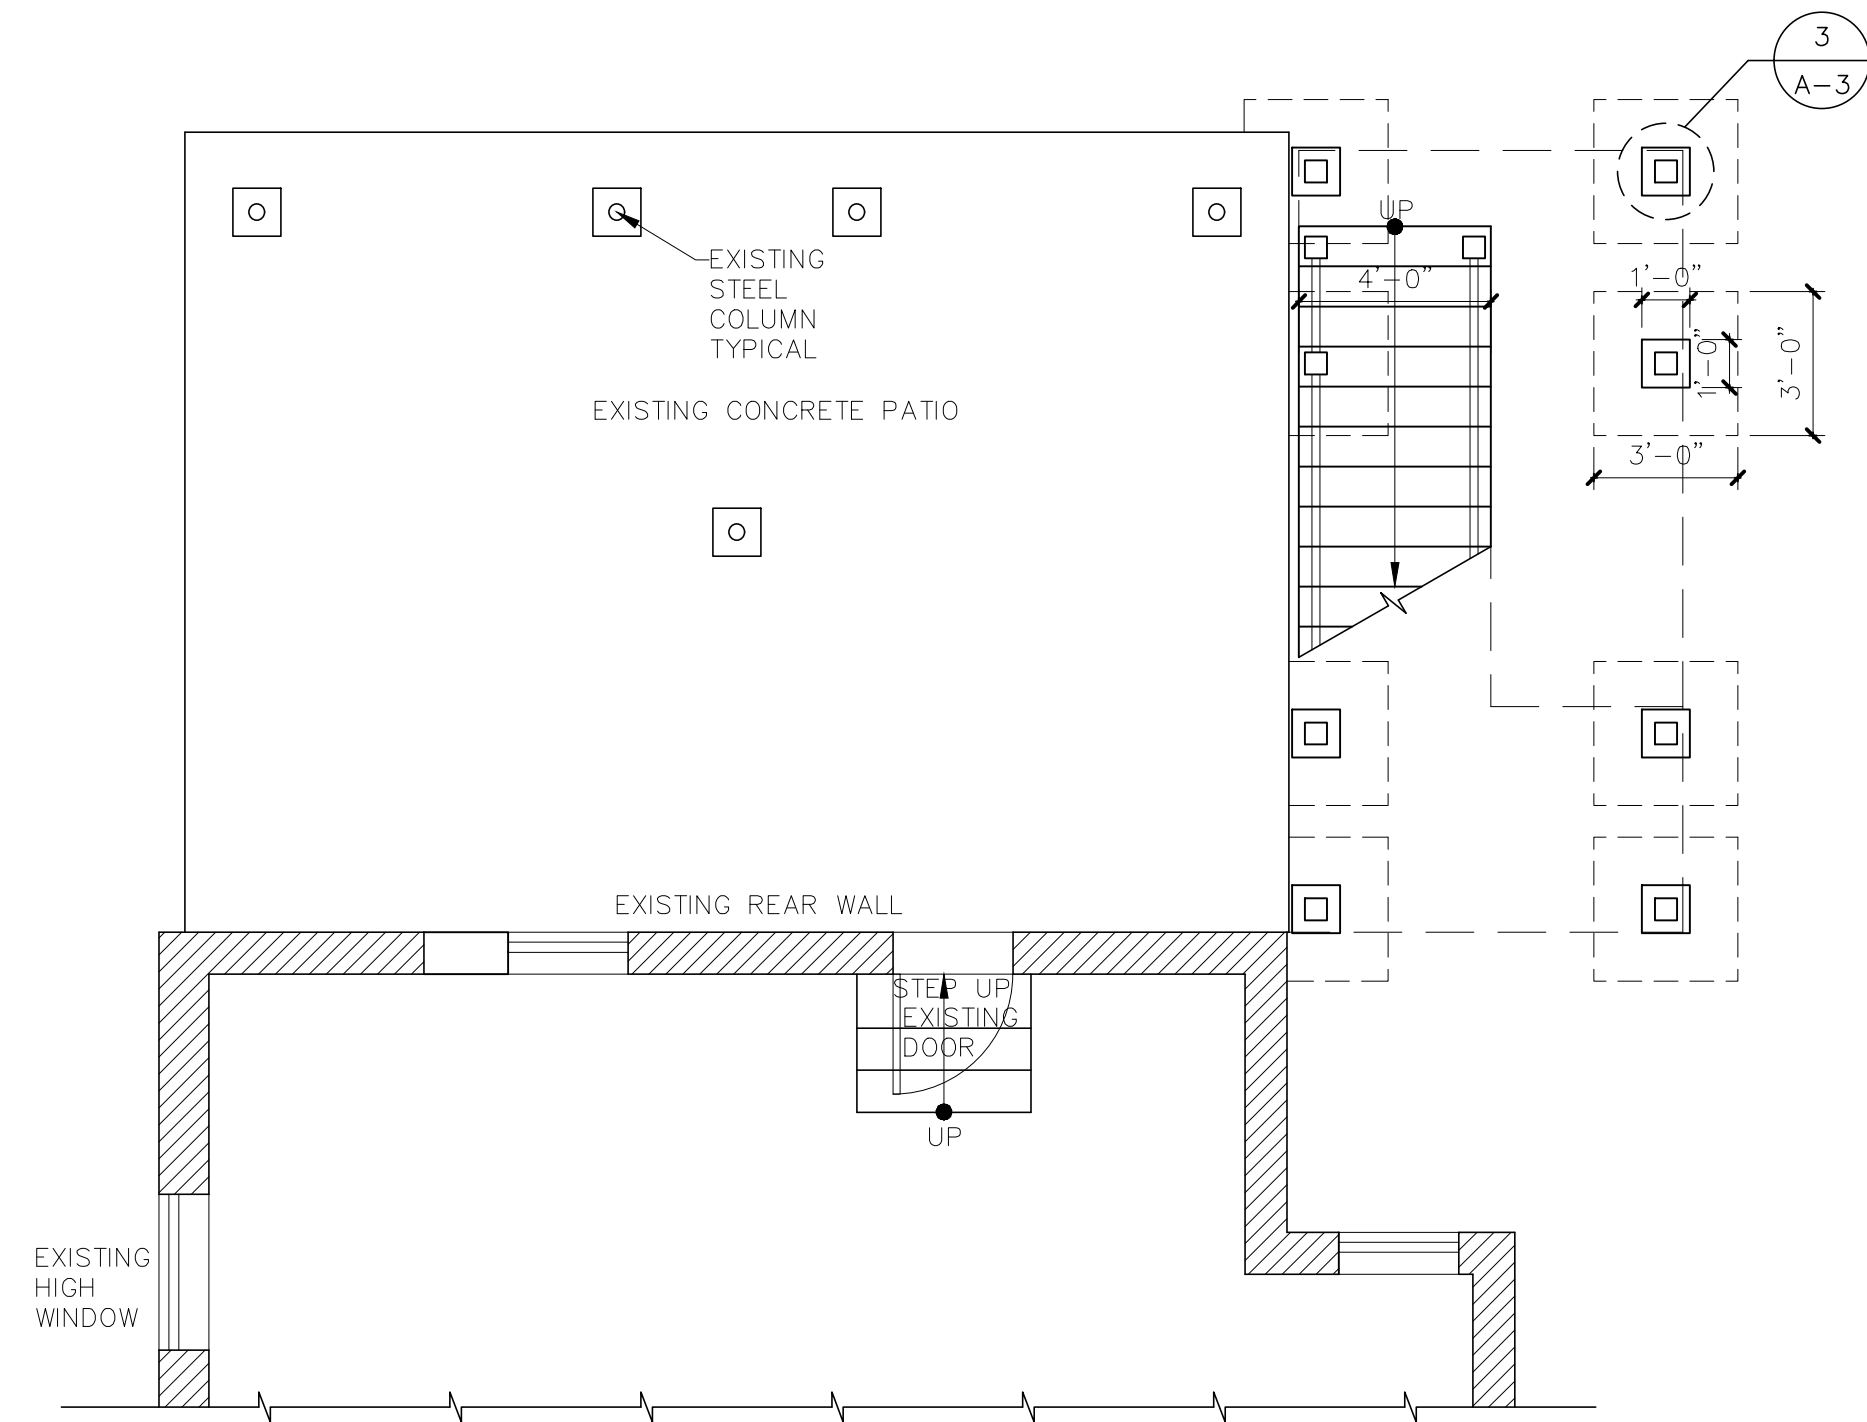 3
A-3
UP
EXISTING
STEEL
COLUMN
TYPICAL
4'-0"
1'-0"
1'-0"
3'-0"
3'-0"
EXISTING CONCRETE PATIO
EXISTING REAR WALL
STEP UP
EXISTING
DOOR
UP
EXISTING
HIGH
WINDOW